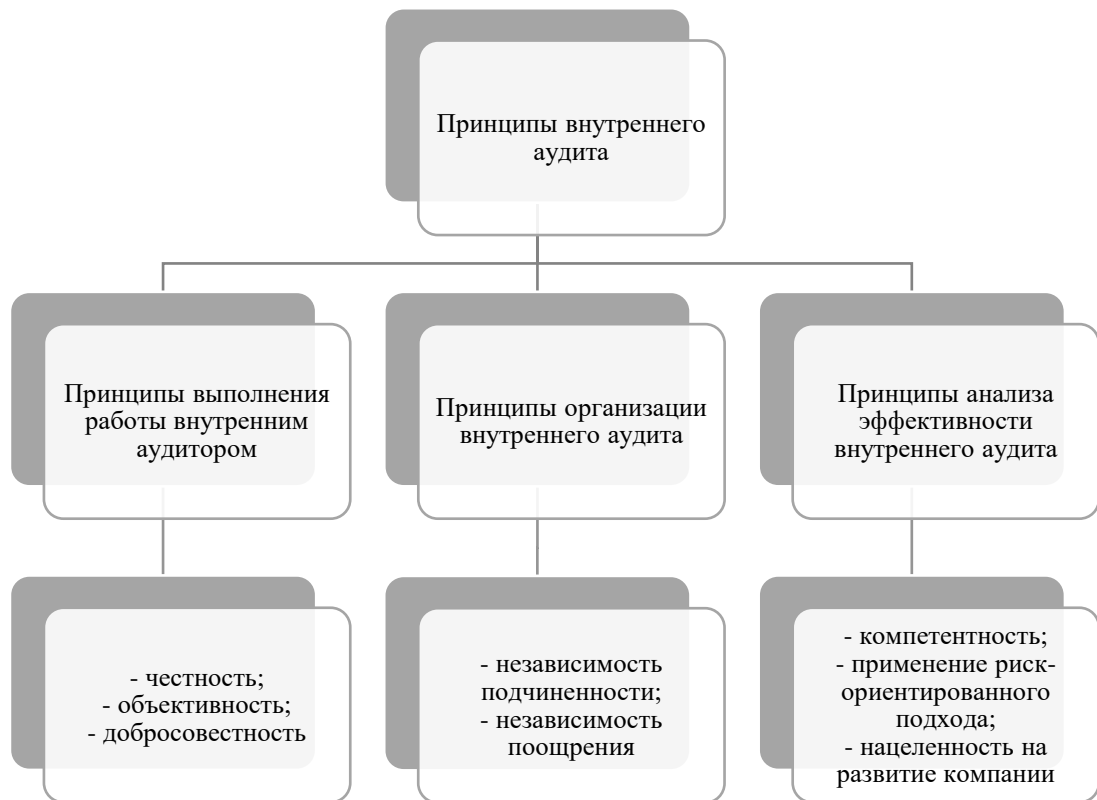 Принципы внутреннего
аудита
Принципы выполнения
работы внутренним
аудитором
Принципы организации
внутреннего аудита
Принципы анализа
эффективности
внутреннего аудита
- честность;
- объективность;
- добросовестность
- независимость
подчиненности;
- независимость
поощрения
- компетентность;
- применение риск-
ориентированного
подхода;
- нацеленность на
развитие компании